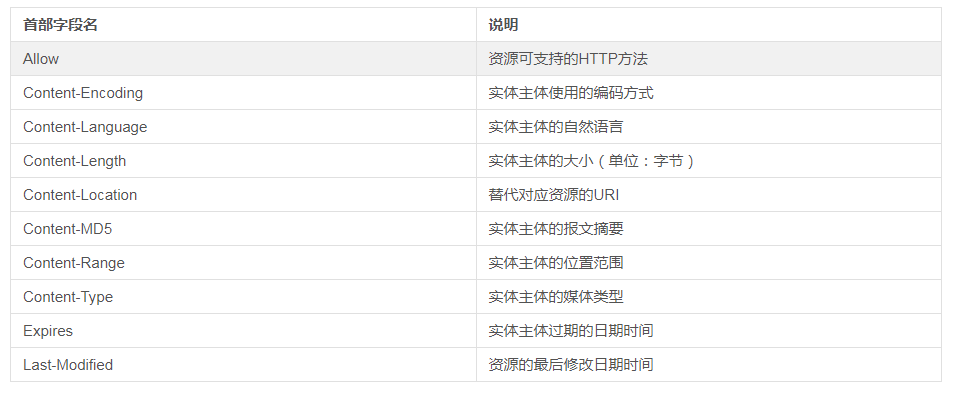 首部字段名 说明
Allow 资源可支持的HTTP方法
Content-Encoding 实体主体使用的编码方式
Content-Language 实体主体的自然语言
Content-Length 实体主体的大小（单位：字节）
Content-Location 替代对应资源的URI
Content-MD5 实体主体的报文摘要
Content-Range 实体主体的位置范围
Content-Type 实体主体的媒体类型
Expires 实体主体过期的日期时间
Last-Modified 资源的最后修改日期时间